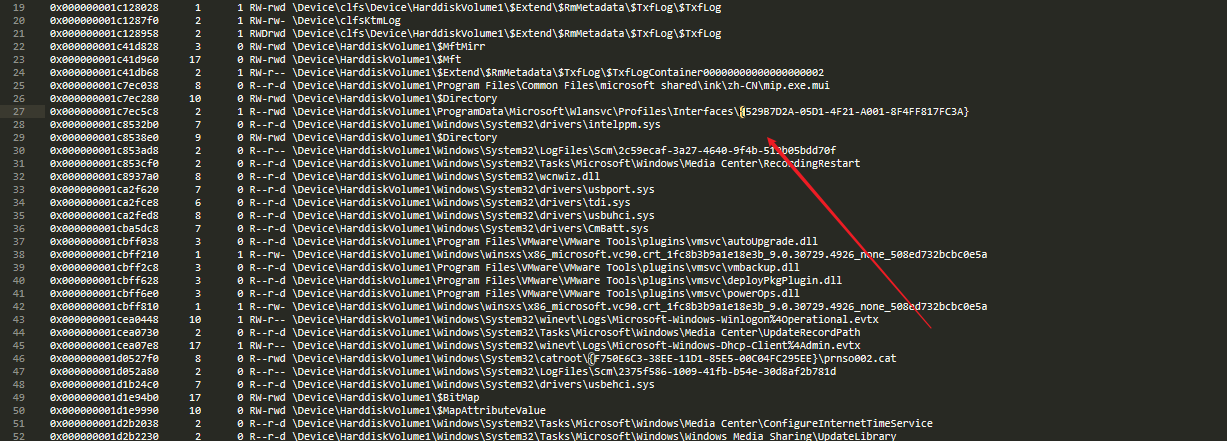 19 0x000000001c128028 1 1 RW-rwd \Device\clfs\Device\HarddiskVolume1\$Extend\$RmMetadata\$TxfLog\$TxfLog
20 0x000000001c1287f0 2 1 RW-rw- \Device\clfsKtmLog
21 0x000000001c128958 2 1 RWDrwd \Device\clfs\Device\HarddiskVolume1\$Extend\$RmMetadata\$TxfLog\$TxfLog
22 0x000000001c41d828 3 0 RW-rwd \Device\HarddiskVolume1\$MftMirr
23 0x000000001c41d960 17 0 RW-rwd \Device\HarddiskVolume1\$Mft
24 0x000000001c41db68 2 1 RW-r-- \Device\HarddiskVolume1\$Extend\$RmMetadata\$TxfLog\$TxfLogContainer00000000000000000002
25 0x000000001c7ec038 8 0 R--r-d \Device\HarddiskVolume1\Program Files\Common Files\microsoft shared\ink\zh-CN\mip.exe.mui
26 0x000000001c7ec280 10 0 RW-rwd \Device\HarddiskVolume1\$Directory
27 0x000000001c7ec5c8 2 1 R--rwd \Device\HarddiskVolume1\ProgramData\Microsoft\Wlansvc\Profiles\Interfaces\{529B7D2A-05D1-4F21-A001-8F4FF817FC3A}
28 0x000000001c8532b0 7 0 R--r-d \Device\HarddiskVolume1\Windows\System32\drivers\intelppm.sys
29 0x000000001c8538e0 9 0 RW-rwd \Device\HarddiskVolume1\$Directory
30 0x000000001c853ad8 2 0 R--r-- \Device\HarddiskVolume1\Windows\System32\LogFiles\Scm\2c59ecaf-3a27-4640-9f4b-519b05bdd70f
31 0x000000001c853cf0 2 0 R--r-d \Device\HarddiskVolume1\Windows\System32\Tasks\Microsoft\Windows\Media Center\RecordingRestart
32 0x000000001c8937a0 8 0 R--r-d \Device\HarddiskVolume1\Windows\System32\wcnwiz.dll
33 0x000000001ca2f620 7 0 R--r-d \Device\HarddiskVolume1\Windows\System32\drivers\usbport.sys
34 0x000000001ca2fce8 6 0 R--r-d \Device\HarddiskVolume1\Windows\System32\drivers\tdi.sys
35 0x000000001ca2fed8 8 0 R--r-d \Device\HarddiskVolume1\Windows\System32\drivers\usbuhci.sys
36 0x000000001cba5dc8 7 0 R--r-d \Device\HarddiskVolume1\Windows\System32\drivers\CmBatt.sys
37 0x000000001cbff038 3 0 R--r-d \Device\HarddiskVolume1\Program Files\VMware\VMware Tools\plugins\vmsvc\autoUpgrade.dll
38 0x000000001cbff210 1 1 R--rw- \Device\HarddiskVolume1\Windows\winsxs\x86_microsoft.vc90.crt_1fc8b3b9a1e18e3b_9.0.30729.4926_none_508ed732bcbc0e5a
39 0x000000001cbff2c8 3 0 R--r-d \Device\HarddiskVolume1\Program Files\VMware\VMware Tools\plugins\vmsvc\vmbackup.dll
40 0x000000001cbff628 3 0 R--r-d \Device\HarddiskVolume1\Program Files\VMware\VMware Tools\plugins\vmsvc\deployPkgPlugin.dll
41 0x000000001cbff6e0 3 0 R--r-d \Device\HarddiskVolume1\Program Files\VMware\VMware Tools\plugins\vmsvc\powerOps.dll
42 0x000000001cbff810 1 1 R--rw- \Device\HarddiskVolume1\Windows\winsxs\x86_microsoft.vc90.crt_1fc8b3b9a1e18e3b_9.0.30729.4926_none_508ed732bcbc0e5a
43 0x000000001cea0448 10 1 RW-r-- \Device\HarddiskVolume1\Windows\System32\winevt\Logs\Microsoft-Windows-Winlogon%4Operational.evtx
44 0x000000001cea0730 2 0 R--r-d \Device\HarddiskVolume1\Windows\System32\Tasks\Microsoft\Windows\Media Center\UpdateRecordPath
45 0x000000001cea07e8 17 1 RW-r-- \Device\HarddiskVolume1\Windows\System32\winevt\Logs\Microsoft-Windows-Dhcp-Client%4Admin.evtx
46 0x000000001d0527f0 8 0 R--rwd \Device\HarddiskVolume1\Windows\System32\catroot\{F750E6C3-38EE-11D1-85E5-00C04FC295EE}\prnso002.cat
47 0x000000001d052a80 2 0 R--r-- \Device\HarddiskVolume1\Windows\System32\LogFiles\Scm\2375f586-1009-41fb-b54e-30d8af2b781d
48 0x000000001d1b24c0 7 0 R--r-d \Device\HarddiskVolume1\Windows\System32\drivers\usbehci.sys
49 0x000000001d1e94b0 17 0 RW-rwd \Device\HarddiskVolume1\$BitMap
50 0x000000001d1e9990 10 0 RW-rwd \Device\HarddiskVolume1\$MapAttributeValue
51 0x000000001d2b2038 2 0 R--r-d \Device\HarddiskVolume1\Windows\System32\Tasks\Microsoft\Windows\Media Center\ConfigureInternetTimeService
52 0x000000001d2b2230 2 0 R--r-d \Device\HarddiskVolume1\Windows\System32\Tasks\Microsoft\Windows\Windows Media Sharing\UpdateLibrary